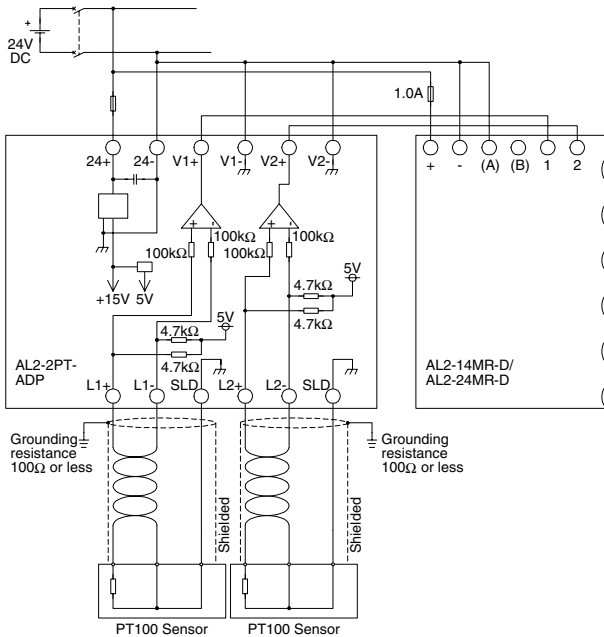 +
24V
DC
1.0A
24+ 24- V1+ V1- V2+ V2-
+ - (A) (B) 1 2
+ - + -
100kΩ 100kΩ 100kΩ 100kΩ
+15V 5V
4.7kΩ 5V
4.7kΩ
4.7kΩ 5V
4.7kΩ
AL2-2PT-
ADP
AL2-14MR-D/
AL2-24MR-D
L1+ L1- SLD L2+ L2- SLD
Grounding
resistance
100Ω or less
Shielded
Shielded
Grounding
resistance
100Ω or less
PT100 Sensor PT100 Sensor